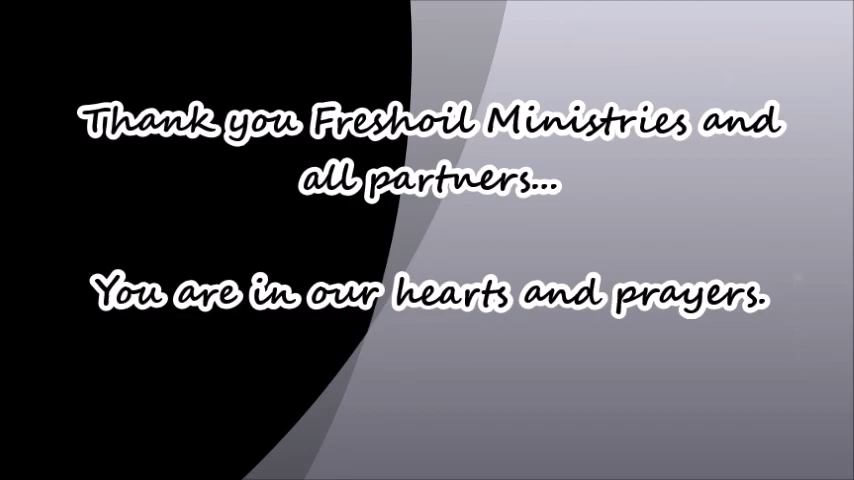 Thank you Freshoil Ministries and
all partners...
You are in our hearts and prayers.